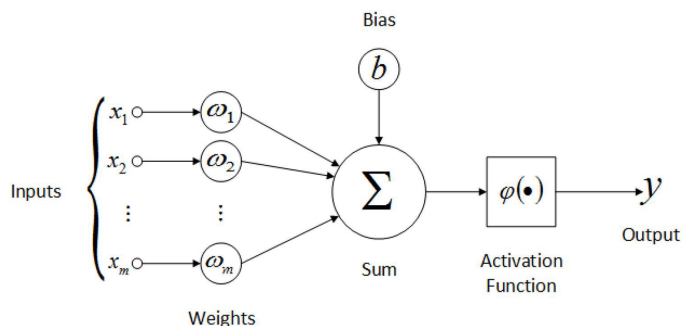 Bias
b
Inputs
x₁ ω₁
x₂ ω₂
⋮ ⋮
xₘ ωₘ
Weights
Σ
Sum
φ(•)
Activation
Function
y
Output